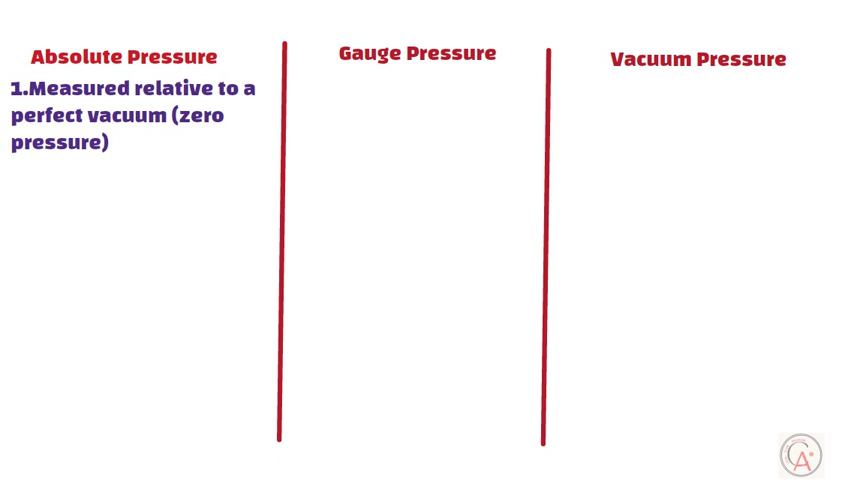 Absolute Pressure
Gauge Pressure
Vacuum Pressure
1.Measured relative to a
perfect vacuum (zero
pressure)